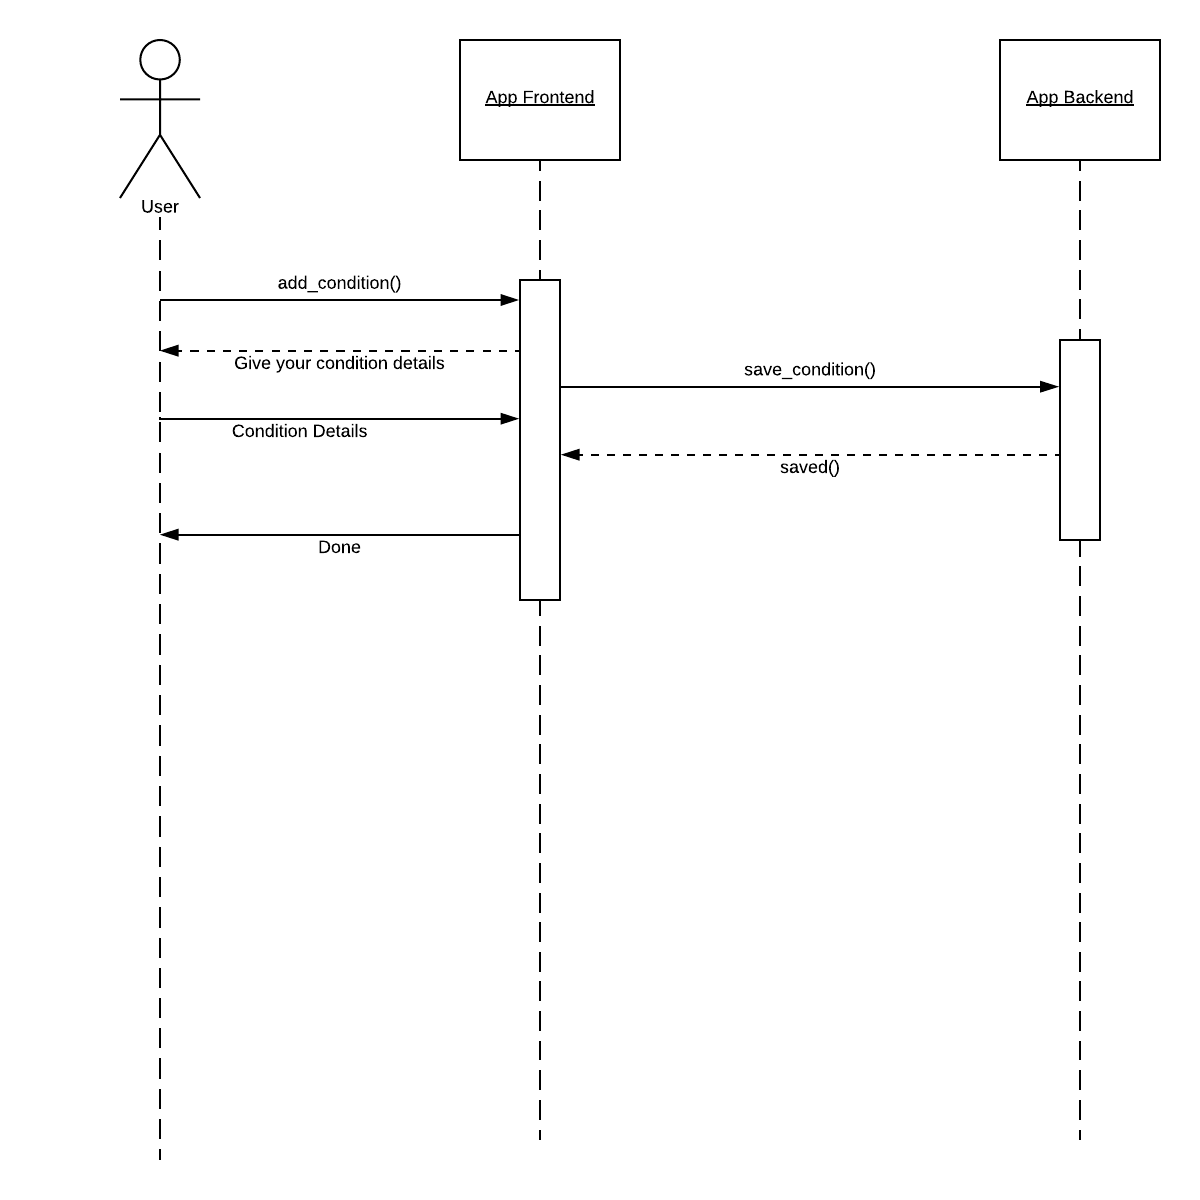 App Frontend
App Backend
User
add_condition()
Give your condition details
save_condition()
Condition Details
saved()
Done